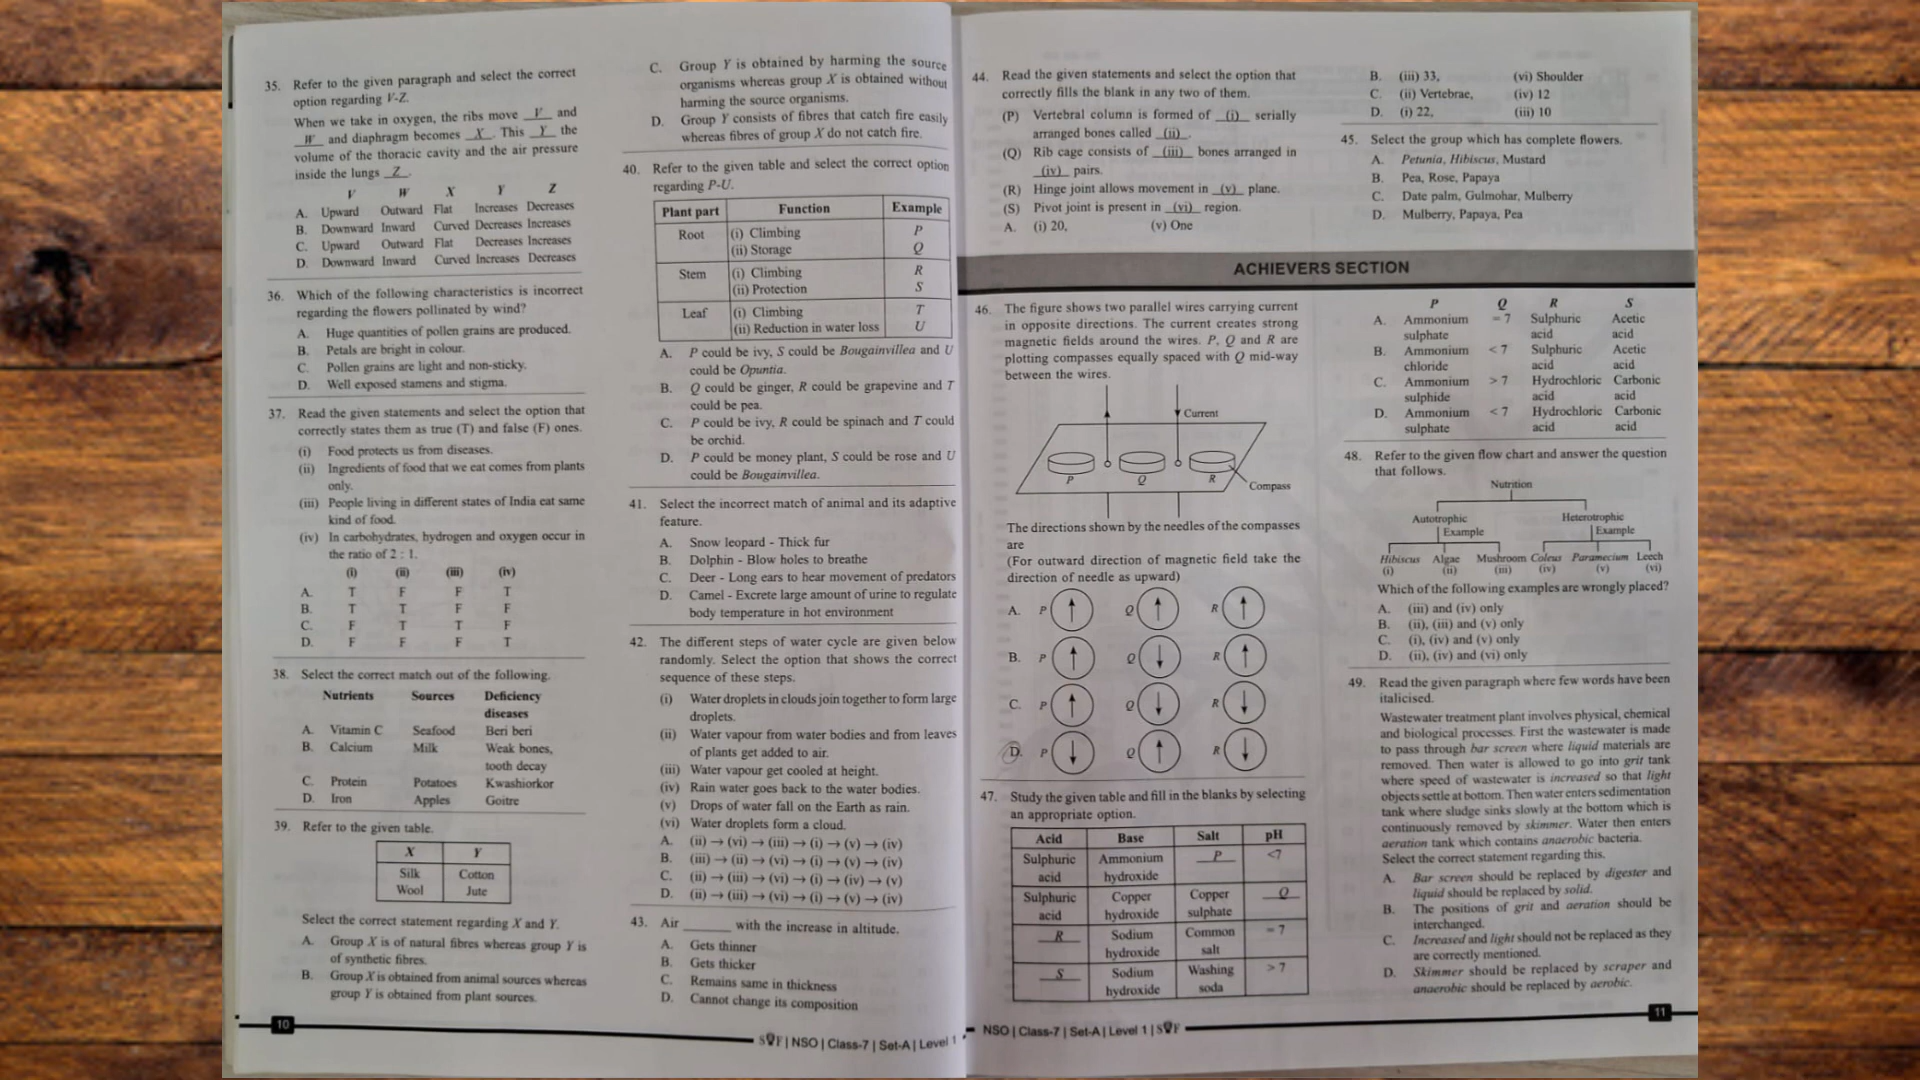 35. Refer to the given paragraph and select the correct
option regarding V-Z.
When we take in oxygen, the ribs move __V__ and
__W__ and diaphragm becomes __X__. This __Y__ the
volume of the thoracic cavity and the air pressure
inside the lungs __Z__.
V W X Y Z
A. Upward Outward Flat Increases Decreases
B. Downward Inward Curved Decreases Increases
C. Upward Outward Flat Decreases Increases
D. Downward Inward Curved Increases Decreases
36. Which of the following characteristics is incorrect
regarding the flowers pollinated by wind?
A. Huge quantities of pollen grains are produced.
B. Petals are bright in colour.
C. Pollen grains are light and non-sticky.
D. Well exposed stamens and stigma.
37. Read the given statements and select the option that
correctly states them as true (T) and false (F) ones.
(i) Food protects us from diseases.
(ii) Ingredients of food that we eat comes from plants
only.
(iii) People living in different states of India eat same
kind of food.
(iv) In carbohydrates, hydrogen and oxygen occur in
the ratio of 2 : 1.
(i) (ii) (iii) (iv)
A. T F F T
B. T T F F
C. F T T F
D. F F F T
38. Select the correct match out of the following.
Nutrients Sources Deficiency
diseases
A. Vitamin C Seafood Beri beri
B. Calcium Milk Weak bones,
tooth decay
C. Protein Potatoes Kwashiorkor
D. Iron Apples Goitre
39. Refer to the given table.
X Y
Silk Cotton
Wool Jute
Select the correct statement regarding X and Y.
A. Group X is of natural fibres whereas group Y is
of synthetic fibres.
B. Group X is obtained from animal sources whereas
group Y is obtained from plant sources.
C. Group Y is obtained by harming the source
organisms whereas group X is obtained without
harming the source organisms.
D. Group Y consists of fibres that catch fire easily
whereas fibres of group X do not catch fire.
40. Refer to the given table and select the correct option
regarding P-U.
Plant part Function Example
Root (i) Climbing P
(ii) Storage Q
Stem (i) Climbing R
(ii) Protection S
Leaf (i) Climbing T
(ii) Reduction in water loss U
A. P could be ivy, S could be Bougainvillea and U
could be Opuntia.
B. Q could be ginger, R could be grapevine and T
could be pea.
C. P could be ivy, R could be spinach and T could
be orchid.
D. P could be money plant, S could be rose and U
could be Bougainvillea.
41. Select the incorrect match of animal and its adaptive
feature.
A. Snow leopard - Thick fur
B. Dolphin - Blow holes to breathe
C. Deer - Long ears to hear movement of predators
D. Camel - Excrete large amount of urine to regulate
body temperature in hot environment
42. The different steps of water cycle are given below
randomly. Select the option that shows the correct
sequence of these steps.
(i) Water droplets in clouds join together to form large
droplets.
(ii) Water vapour from water bodies and from leaves
of plants get added to air.
(iii) Water vapour get cooled at height.
(iv) Rain water goes back to the water bodies.
(v) Drops of water fall on the Earth as rain.
(vi) Water droplets form a cloud.
A. (ii) → (vi) → (iii) → (i) → (v) → (iv)
B. (iii) → (ii) → (vi) → (i) → (v) → (iv)
C. (ii) → (iii) → (vi) → (i) → (iv) → (v)
D. (ii) → (iii) → (vi) → (i) → (v) → (iv)
43. Air ______ with the increase in altitude.
A. Gets thinner
B. Gets thicker
C. Remains same in thickness
D. Cannot change its composition
10
SOF | NSO | Class-7 | Set-A | Level 1
44. Read the given statements and select the option that
correctly fills the blank in any two of them.
(P) Vertebral column is formed of __(i)__ serially
arranged bones called __(ii)__.
(Q) Rib cage consists of __(iii)__ bones arranged in
__(iv)__ pairs.
(R) Hinge joint allows movement in __(v)__ plane.
(S) Pivot joint is present in __(vi)__ region.
A. (i) 20, (v) One
B. (iii) 33, (vi) Shoulder
C. (ii) Vertebrae, (iv) 12
D. (i) 22, (iii) 10
45. Select the group which has complete flowers.
A. Petunia, Hibiscus, Mustard
B. Pea, Rose, Papaya
C. Date palm, Gulmohar, Mulberry
D. Mulberry, Papaya, Pea
ACHIEVERS SECTION
46. The figure shows two parallel wires carrying current
in opposite directions. The current creates strong
magnetic fields around the wires. P, Q and R are
plotting compasses equally spaced with Q mid-way
between the wires.
Current
P Q R
Compass
The directions shown by the needles of the compasses
are
(For outward direction of magnetic field take the
direction of needle as upward)
A. P ↑ Q ↑ R ↑
B. P ↑ Q ↓ R ↑
C. P ↑ Q ↓ R ↓
D. P ↓ Q ↑ R ↓
47. Study the given table and fill in the blanks by selecting
an appropriate option.
Acid Base Salt pH
Sulphuric Ammonium __P__ <7
acid hydroxide
Sulphuric Copper Copper __Q__
acid hydroxide sulphate
__R__ Sodium Common = 7
hydroxide salt
__S__ Sodium Washing > 7
hydroxide soda
P Q R S
A. Ammonium = 7 Sulphuric Acetic
sulphate acid acid
B. Ammonium < 7 Sulphuric Acetic
chloride acid acid
C. Ammonium > 7 Hydrochloric Carbonic
sulphide acid acid
D. Ammonium < 7 Hydrochloric Carbonic
sulphate acid acid
48. Refer to the given flow chart and answer the question
that follows.
Nutrition
Autotrophic Heterotrophic
Example Example
Hibiscus Algae Mushroom Coleus Paramecium Leech
(i) (ii) (iii) (iv) (v) (vi)
Which of the following examples are wrongly placed?
A. (iii) and (iv) only
B. (ii), (iii) and (v) only
C. (i), (iv) and (v) only
D. (ii), (iv) and (vi) only
49. Read the given paragraph where few words have been
italicised.
Wastewater treatment plant involves physical, chemical
and biological processes. First the wastewater is made
to pass through bar screen where liquid materials are
removed. Then water is allowed to go into grit tank
where speed of wastewater is increased so that light
objects settle at bottom. Then water enters sedimentation
tank where sludge sinks slowly at the bottom which is
continuously removed by skimmer. Water then enters
aeration tank which contains anaerobic bacteria.
Select the correct statement regarding this.
A. Bar screen should be replaced by digester and
liquid should be replaced by solid.
B. The positions of grit and aeration should be
interchanged.
C. Increased and light should not be replaced as they
are correctly mentioned.
D. Skimmer should be replaced by scraper and
anaerobic should be replaced by aerobic.
NSO | Class-7 | Set-A | Level 1 | SOF
11